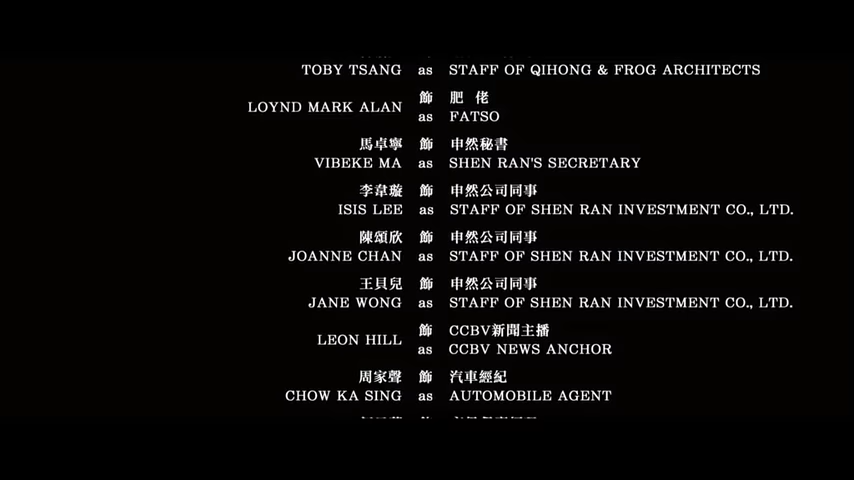 TOBY TSANG as STAFF OF QIHONG & FROG ARCHITECTS
飾 肥 佬
LOYND MARK ALAN
as FATSO
馬卓寧 飾 申然秘書
VIBEKE MA as SHEN RAN'S SECRETARY
李韋璇 飾 申然公司同事
ISIS LEE as STAFF OF SHEN RAN INVESTMENT CO., LTD.
陳頌欣 飾 申然公司同事
JOANNE CHAN as STAFF OF SHEN RAN INVESTMENT CO., LTD.
王貝兒 飾 申然公司同事
JANE WONG as STAFF OF SHEN RAN INVESTMENT CO., LTD.
飾 CCBV新聞主播
LEON HILL
as CCBV NEWS ANCHOR
周家聲 飾 汽車經紀
CHOW KA SING as AUTOMOBILE AGENT